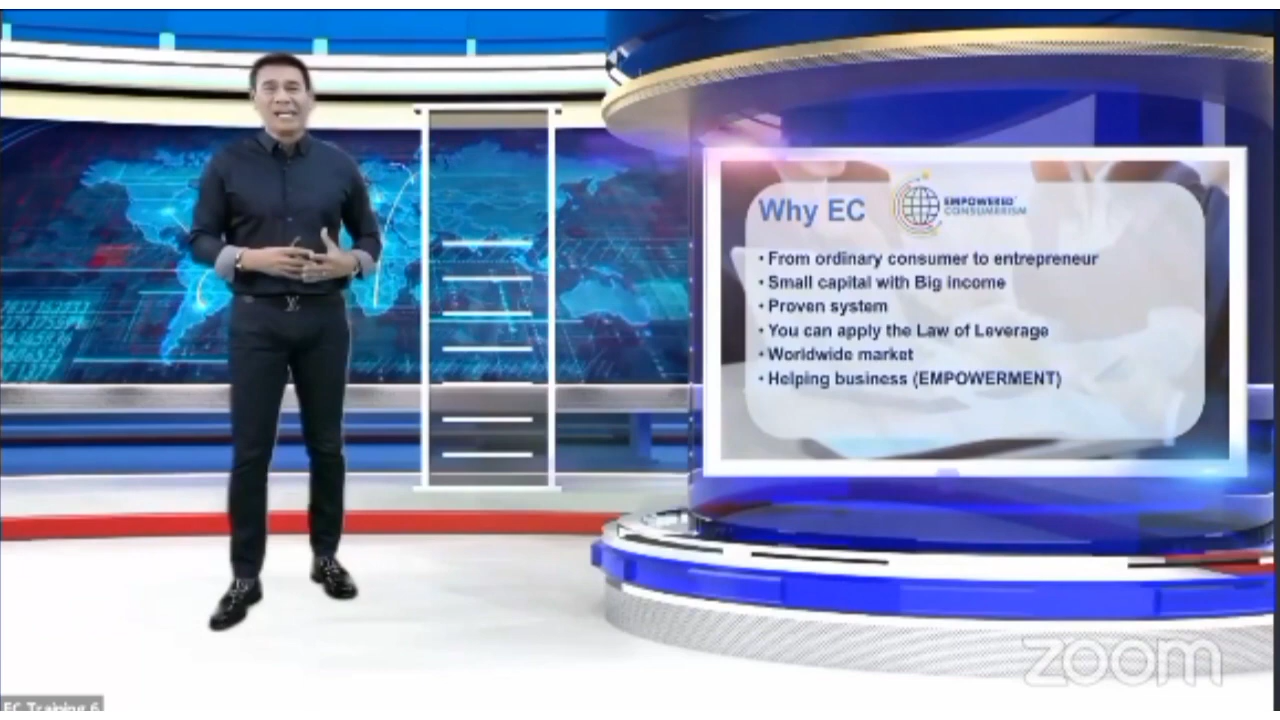 Why EC
EMPOWERED
CONSUMERISM
• From ordinary consumer to entrepreneur
• Small capital with Big income
• Proven system
• You can apply the Law of Leverage
• Worldwide market
• Helping business (EMPOWERMENT)
zoom
EC Training 6